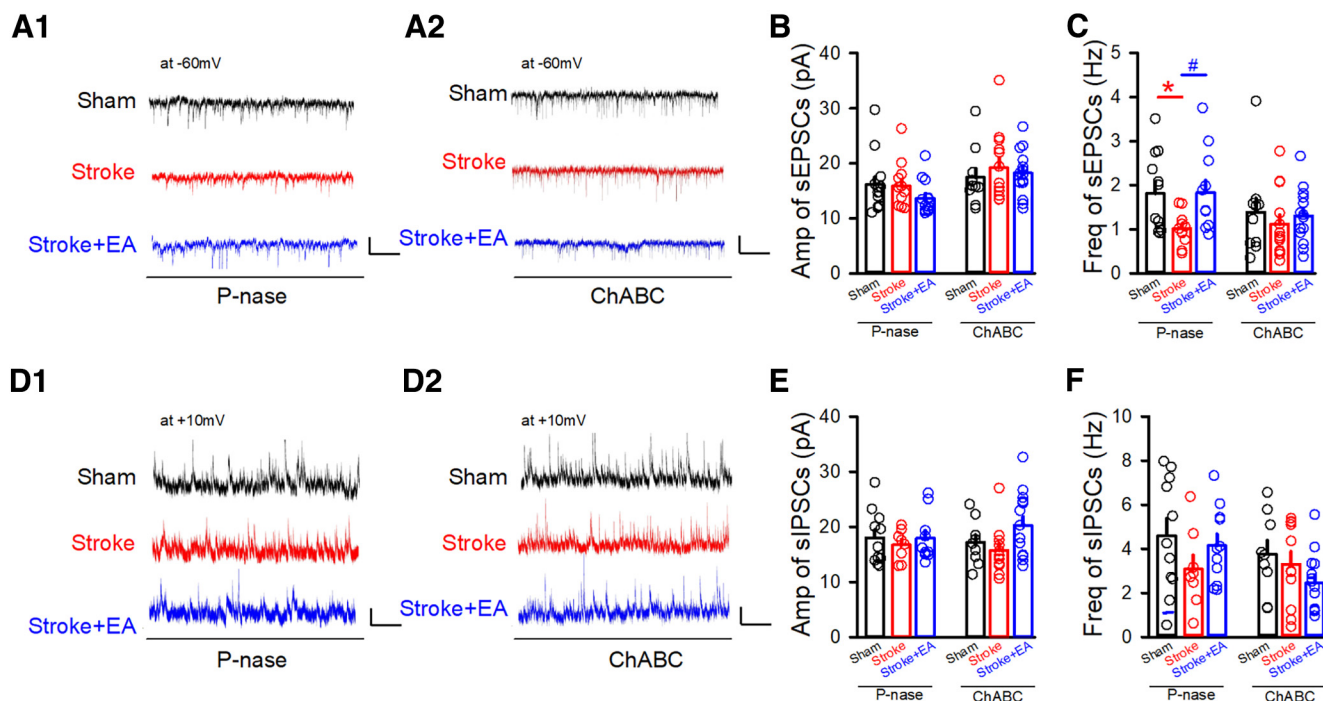 A1
at -60mV
Sham
Stroke
Stroke+EA
P-nase
A2
at -60mV
Sham
Stroke
Stroke+EA
ChABC
B
Amp of sEPSCs (pA)
40
30
20
10
0
Sham
Stroke
Stroke+EA
Sham
Stroke
Stroke+EA
P-nase
ChABC
C
Freq of sEPSCs (Hz)
5
4
3
2
1
0
*
#
Sham
Stroke
Stroke+EA
Sham
Stroke
Stroke+EA
P-nase
ChABC
D1
at +10mV
Sham
Stroke
Stroke+EA
P-nase
D2
at +10mV
Sham
Stroke
Stroke+EA
ChABC
E
Amp of sIPSCs (pA)
40
30
20
10
0
Sham
Stroke
Stroke+EA
Sham
Stroke
Stroke+EA
P-nase
ChABC
F
Freq of sIPSCs (Hz)
10
8
6
4
2
0
Sham
Stroke
Stroke+EA
Sham
Stroke
Stroke+EA
P-nase
ChABC